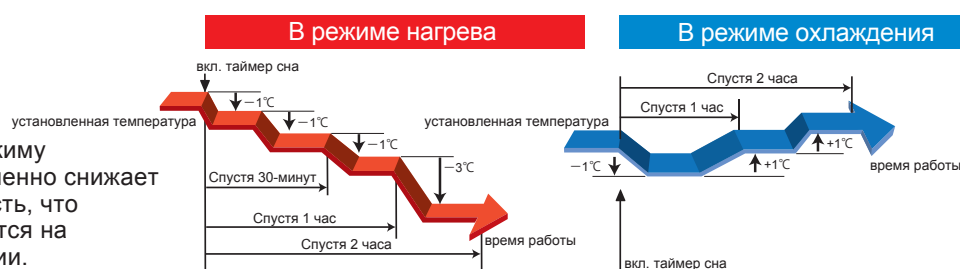 В режиме нагрева
вкл. таймер сна
−1℃
−1℃
−1℃
−3℃
установленная температура
Спустя 30-минут
Спустя 1 час
Спустя 2 часа
время работы
В режиме охлаждения
Спустя 2 часа
Спустя 1 час
установленная температура
−1℃
+1℃
+1℃
время работы
вкл. таймер сна
жиму
пенно снижает
сть, что
тся на
ии.